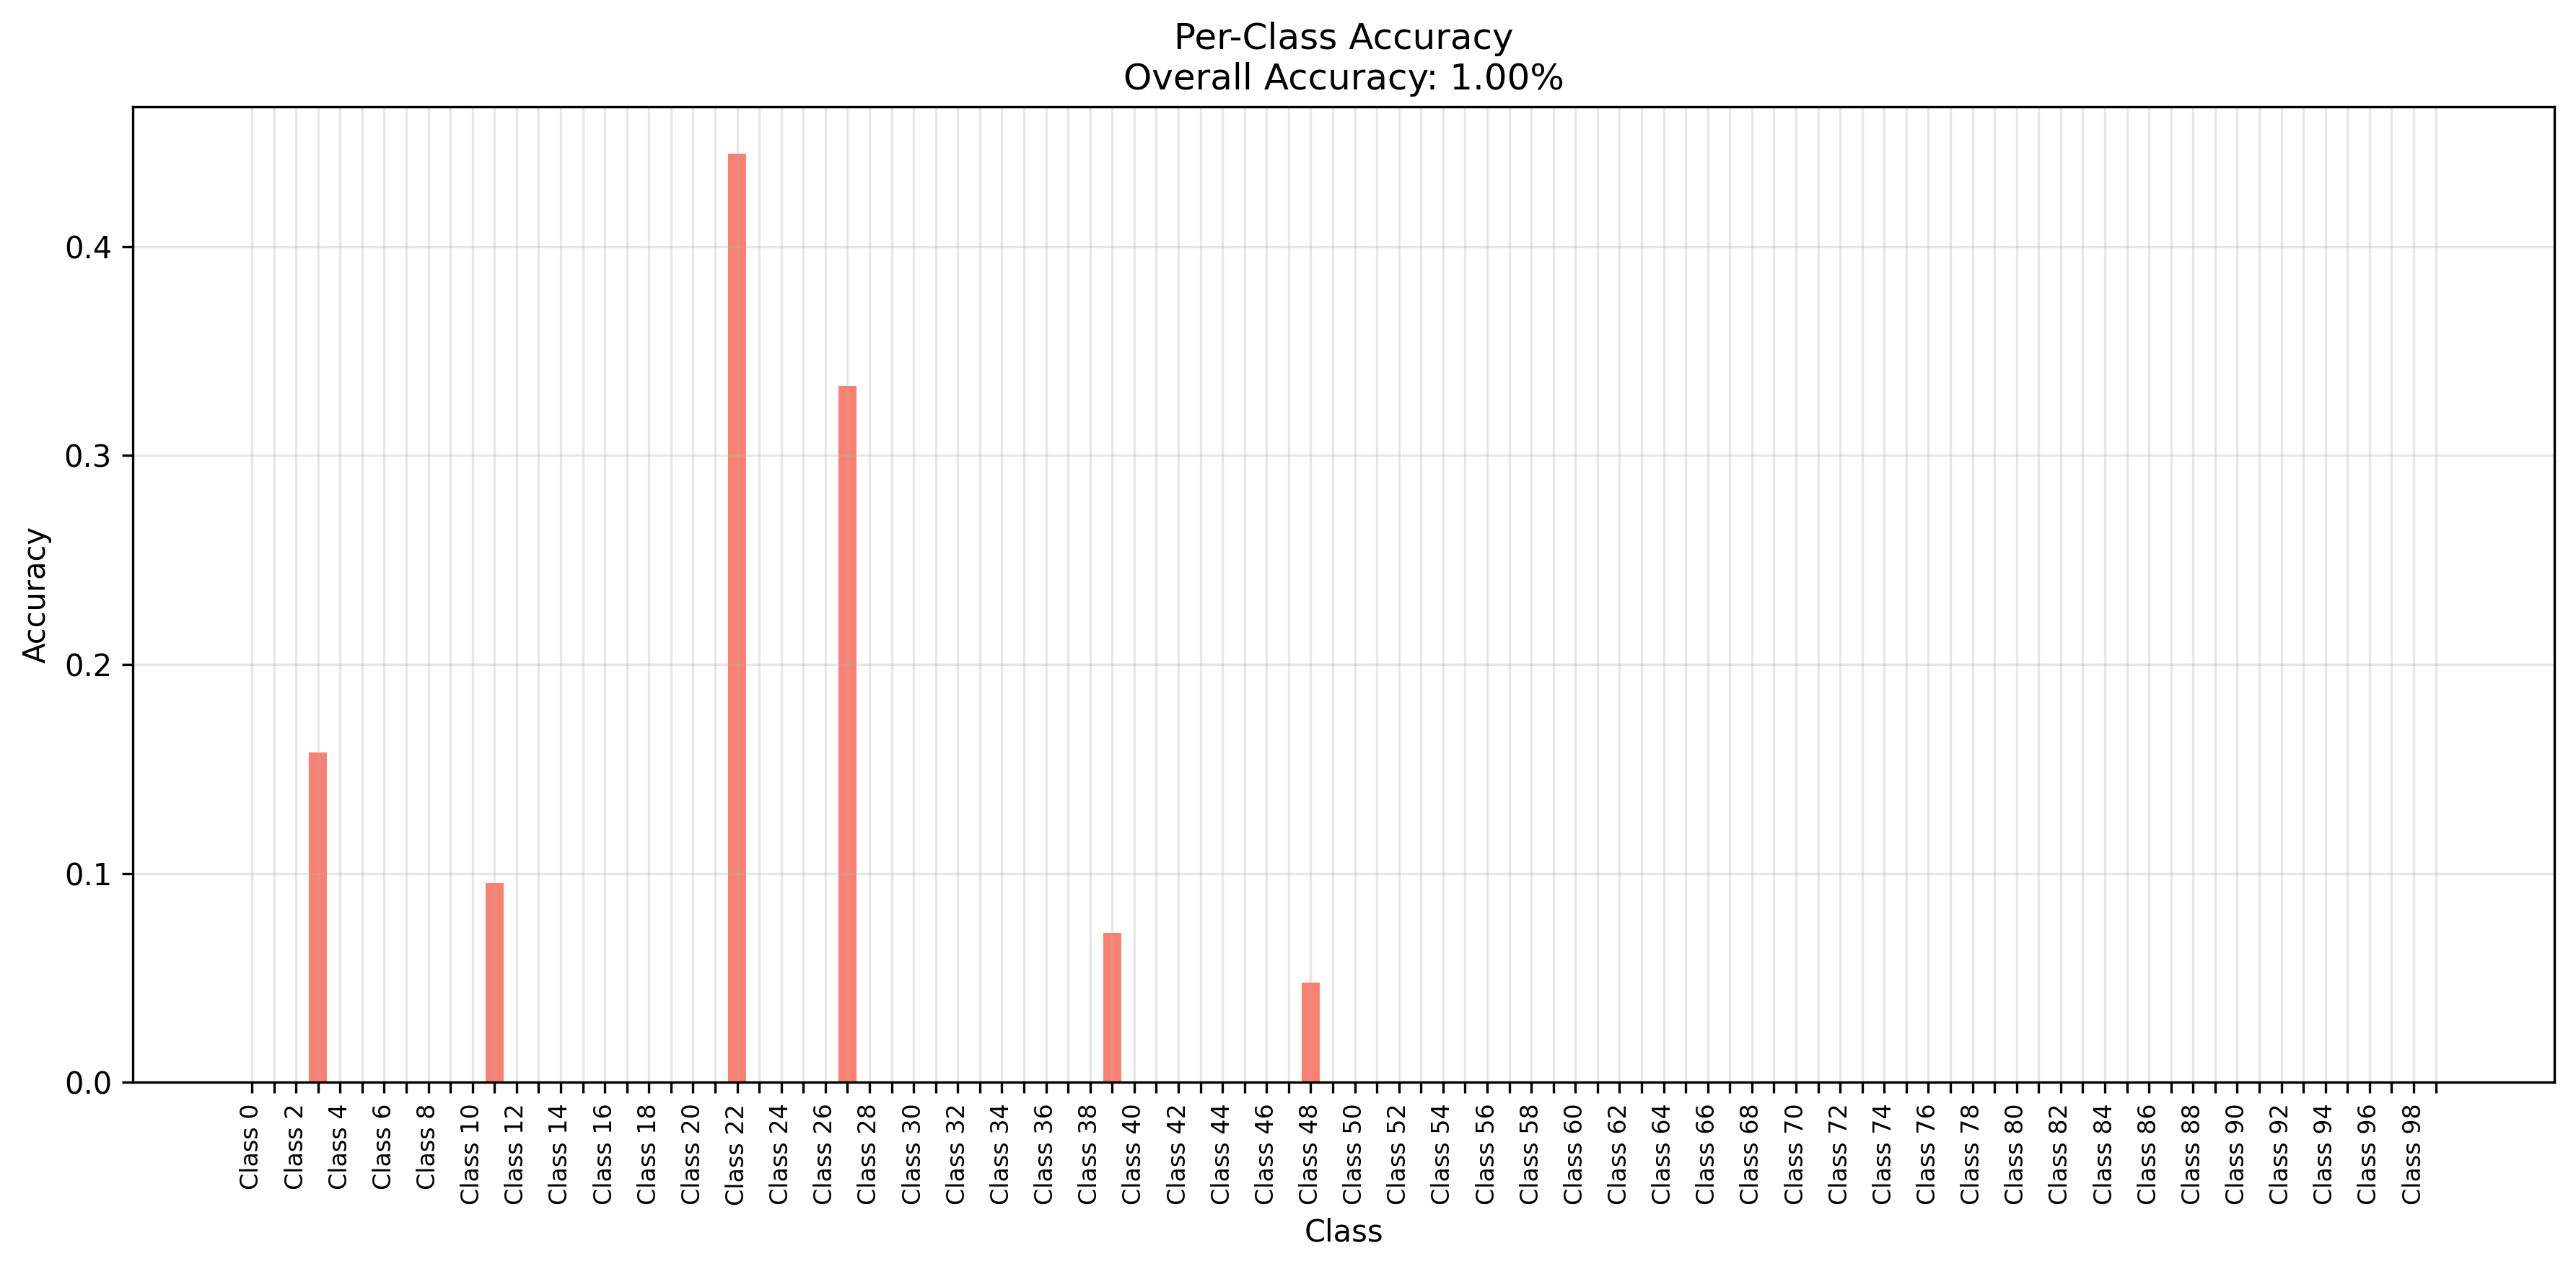 Per-Class Accuracy
Overall Accuracy: 1.00%
Accuracy
0.4
0.3
0.2
0.1
0.0
Class 0
Class 2
Class 4
Class 6
Class 8
Class 10
Class 12
Class 14
Class 16
Class 18
Class 20
Class 22
Class 24
Class 26
Class 28
Class 30
Class 32
Class 34
Class 36
Class 38
Class 40
Class 42
Class 44
Class 46
Class 48
Class 50
Class 52
Class 54
Class 56
Class 58
Class 60
Class 62
Class 64
Class 66
Class 68
Class 70
Class 72
Class 74
Class 76
Class 78
Class 80
Class 82
Class 84
Class 86
Class 88
Class 90
Class 92
Class 94
Class 96
Class 98
Class